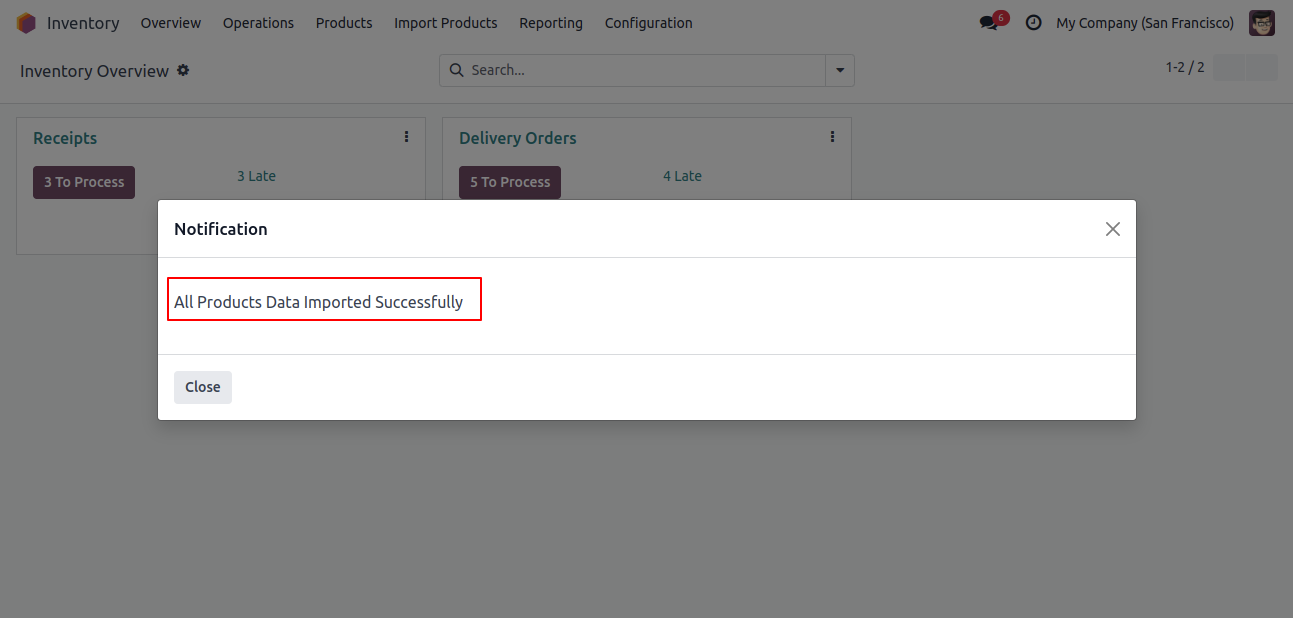 Inventory Overview Operations Products Import Products Reporting Configuration 6 My Company (San Francisco)
Inventory Overview Search... 1-2 / 2
Receipts Delivery Orders
3 To Process 3 Late 5 To Process 4 Late
Notification
All Products Data Imported Successfully
Close